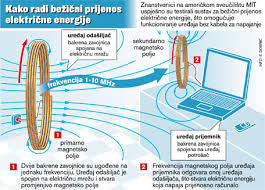 Kako radi bežični prijenos
električne energije
Znanstvenici na američkom sveučilištu MIT
uspješno su testirali sustav za bežični prijenos
električne energije, što omogućuje
funkcioniranje uređaja bez kabela za napajanje
uređaj odašiljač
bakrena zavojnica
spojena na
električnu mrežu
sekundarno
magnetsko polje
frekvencija 1-10 MHz
1
primarno
magnetsko
polje
2
uređaj prijemnik
bakrena zavojnica
spojena na uređaj
potrošač
1 Dvije bakrene zavojnice su ugođene na
jednaku frekvenciju. Uređaj odašiljač je
spojen na električnu mrežu i stvara
promjenjivo magnetsko polje
2 Frekvencija magnetskog polja uređaja
prijamnika odgovara onoj uređaja
odašiljača, što stvara električnu energiju
koja napaja prijenosno računalo